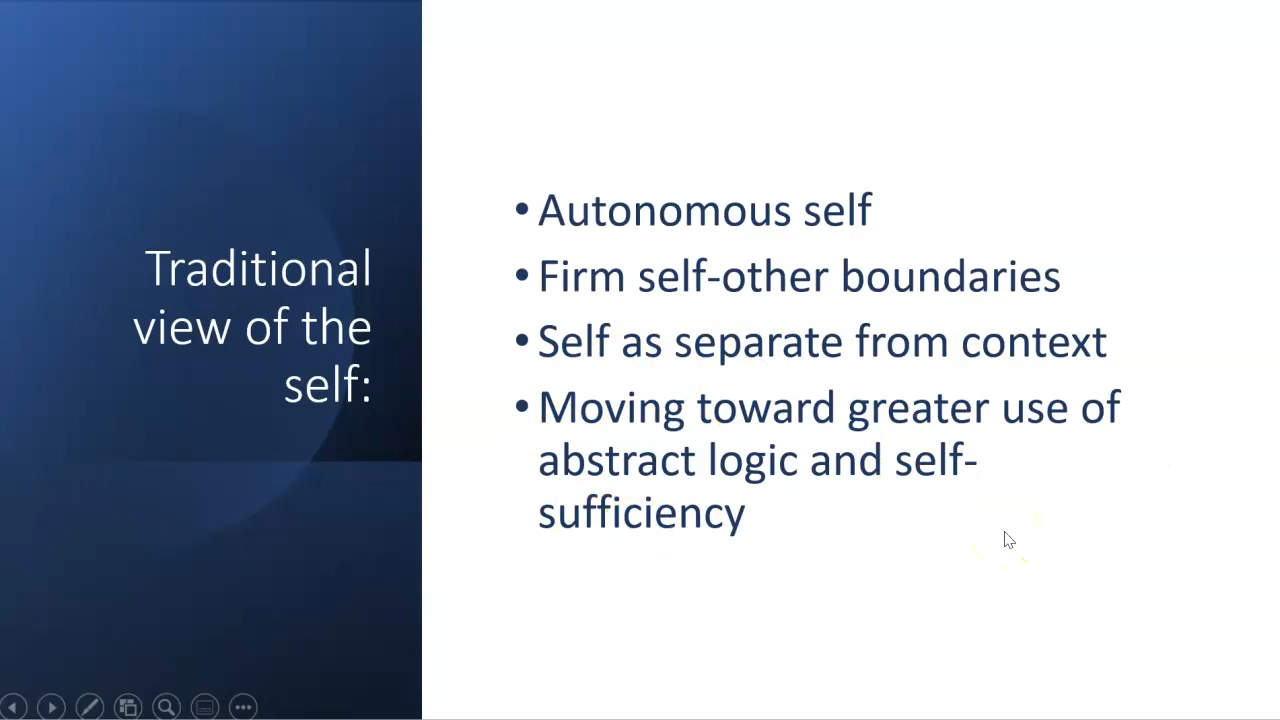 Traditional
view of the
self:
• Autonomous self
• Firm self-other boundaries
• Self as separate from context
• Moving toward greater use of
abstract logic and self-
sufficiency